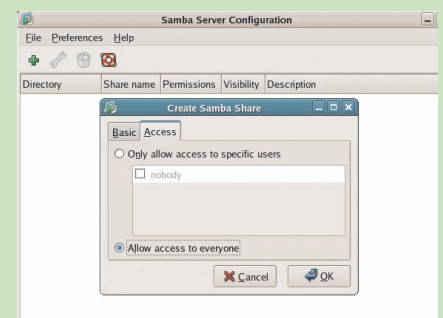 Samba Server Configuration
File Preferences Help
Directory Share name Permissions Visibility Description
Create Samba Share
Basic Access
Only allow access to specific users
nobody
Allow access to everyone
Cancel OK